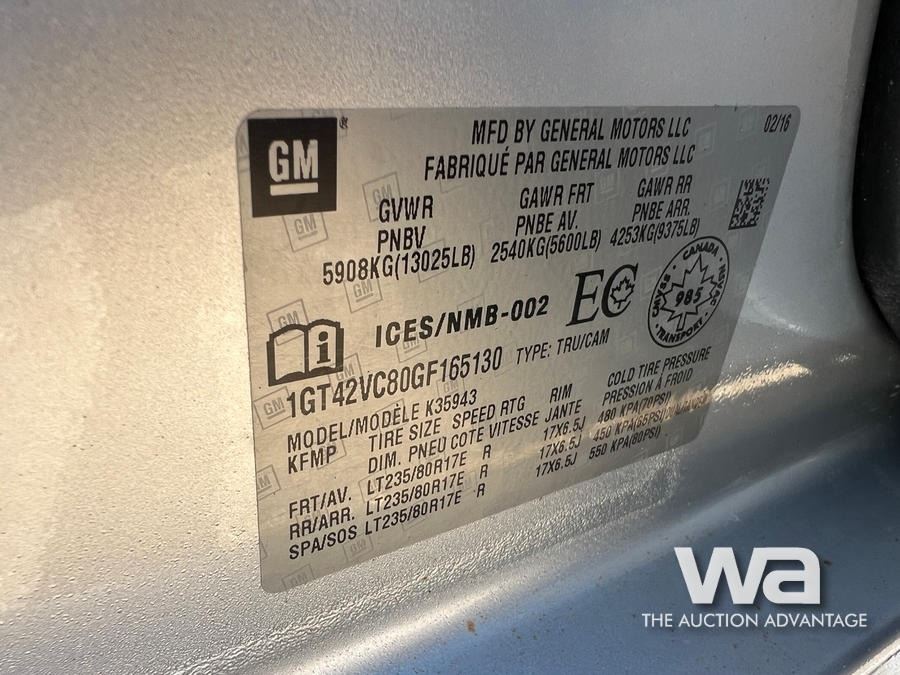 GM
MFD BY GENERAL MOTORS LLC
02/16
FABRIQUÉ PAR GENERAL MOTORS LLC
GVWR GAWR FRT GAWR RR
PNBV PNBE AV. PNBE ARR.
5908KG(13025LB) 2540KG(5600LB) 4253KG(9375LB)
ICES/NMB-002 EC
CANADA
985
TRANSPORT
1GT42VC80GF165130 TYPE: TRU/CAM
MODEL/MODÈLE K35943
KFMP TIRE SIZE SPEED RTG RIM COLD TIRE PRESSURE
DIM. PNEU COTE VITESSE JANTE PRESSION À FROID
FRT/AV. LT235/80R17E R 17X6.5J 480 KPA(70PSI)
RR/ARR. LT235/80R17E R 17X6.5J 450 KPA(65PSI)
SPA/SOS LT235/80R17E R 17X6.5J 550 KPA(80PSI)
wa
THE AUCTION ADVANTAGE